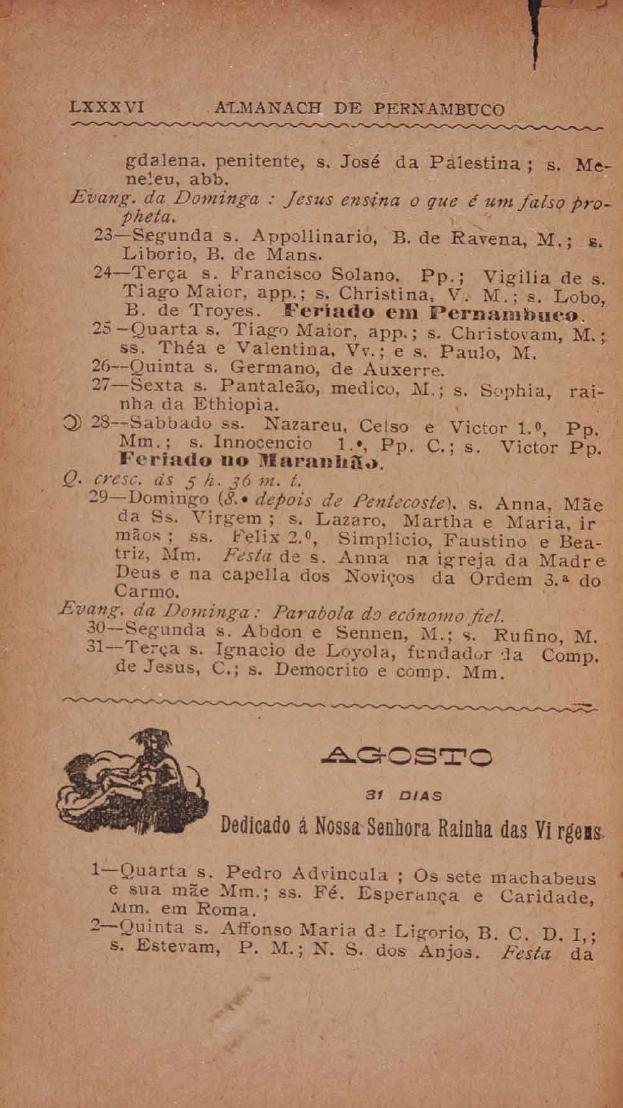 LXXXVI ALMANACH DE PERNAMBUCO
gdalena, penitente, s. José da Palestina; s. Me-
neleu, abb.
Evang. da Dominga : Jesus ensina o que é um falso pro-
pheta.
23—Segunda s. Appollinario, B. de Ravena, M.; s.
Liborio, B. de Mans.
24—Terça s. Francisco Solano, Pp.; Vigilia de s.
Tiago Maior, app.; s. Christina, V. M.; s. Lobo,
B. de Troyes. Feriado em Pernambuco.
25—Quarta s. Tiago Maior, app.; s. Christovam, M.;
ss. Théa e Valentina, Vv.; e s. Paulo, M.
26—Quinta s. Germano, de Auxerre.
27—Sexta s. Pantaleão, medico, M.; s. Sophia, rai-
nha da Ethiopia.
28—Sabbado ss. Nazareu, Celso e Victor 1.º, Pp.
Mm.; s. Innocencio 1.º, Pp. C.; s. Victor Pp.
Feriado no Maranhão.
Q. cresc. ás 5 h. 36 m. t.
29—Domingo (8.º depois de Pentecoste), s. Anna, Mãe
da Ss. Virgem; s. Lazaro, Martha e Maria, ir
mãos; ss. Felix 2.º, Simplicio, Faustino e Bea-
triz, Mm. Festa de s. Anna na igreja da Madre
Deus e na capella dos Noviços da Ordem 3.ª do
Carmo.
Evang. da Dominga: Parabola do ecónomo fiel.
30—Segunda s. Abdon e Sennen, M.; s. Rufino, M.
31—Terça s. Ignacio de Loyola, fundador da Comp.
de Jesus, C.; s. Democrito e comp. Mm.
AGOSTO
31 DIAS
Dedicado á Nossa Senhora Rainha das Virgens
1—Quarta s. Pedro Advincula; Os sete machabeus
e sua mãe Mm.; ss. Fé. Esperança e Caridade,
Mm. em Roma.
2—Quinta s. Affonso Maria de Ligorio, B. C. D. I,;
s. Estevam, P. M.; N. S. dos Anjos. Festa da